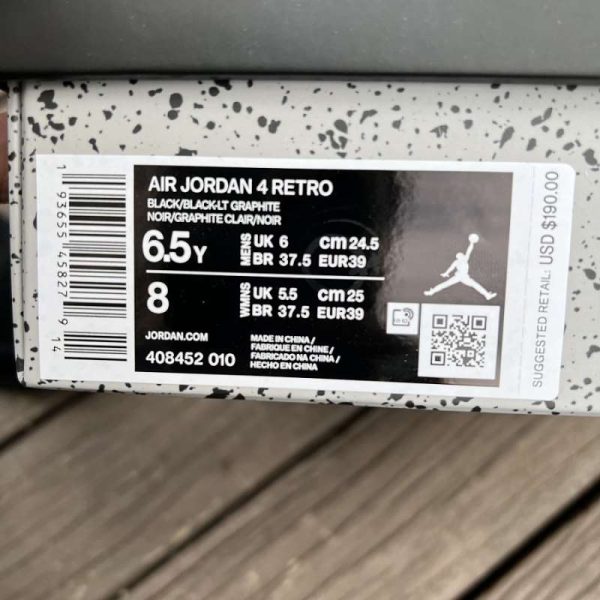 AIR JORDAN 4 RETRO
BLACK/BLACK-LT GRAPHITE
NOIR/GRAPHITE CLAIR/NOIR
6.5Y MENS UK 6 cm 24.5
BR 37.5 EUR39
8 WMNS UK 5.5 cm 25
BR 37.5 EUR39
JORDAN.COM
408452 010
MADE IN CHINA /
FABRIQUÉ EN CHINE /
FABRICADO NA CHINA /
HECHO EN CHINA
1 93655 45827 9 14
SUGGESTED RETAIL: USD $190.00